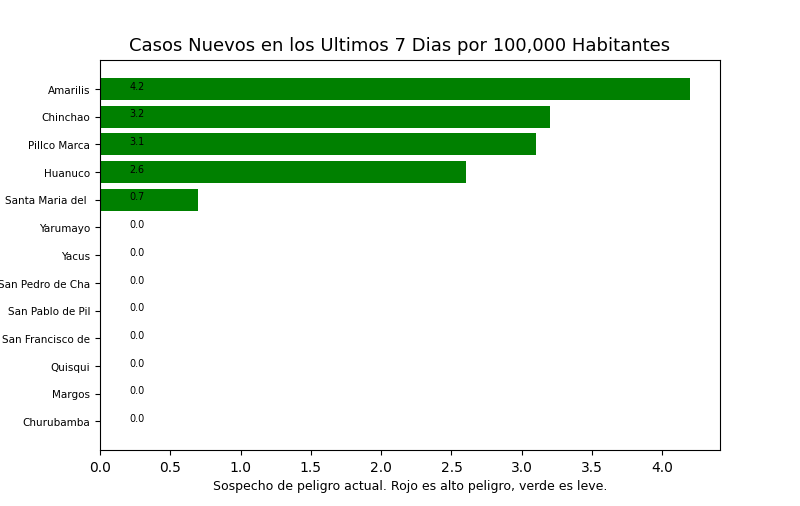 Casos Nuevos en los Ultimos 7 Dias por 100,000 Habitantes
Amarilis 4.2
Chinchao 3.2
Pillco Marca 3.1
Huanuco 2.6
Santa Maria del 0.7
Yarumayo 0.0
Yacus 0.0
San Pedro de Cha 0.0
San Pablo de Pil 0.0
San Francisco de 0.0
Quisqui 0.0
Margos 0.0
Churubamba 0.0
0.0 0.5 1.0 1.5 2.0 2.5 3.0 3.5 4.0
Sospecho de peligro actual. Rojo es alto peligro, verde es leve.